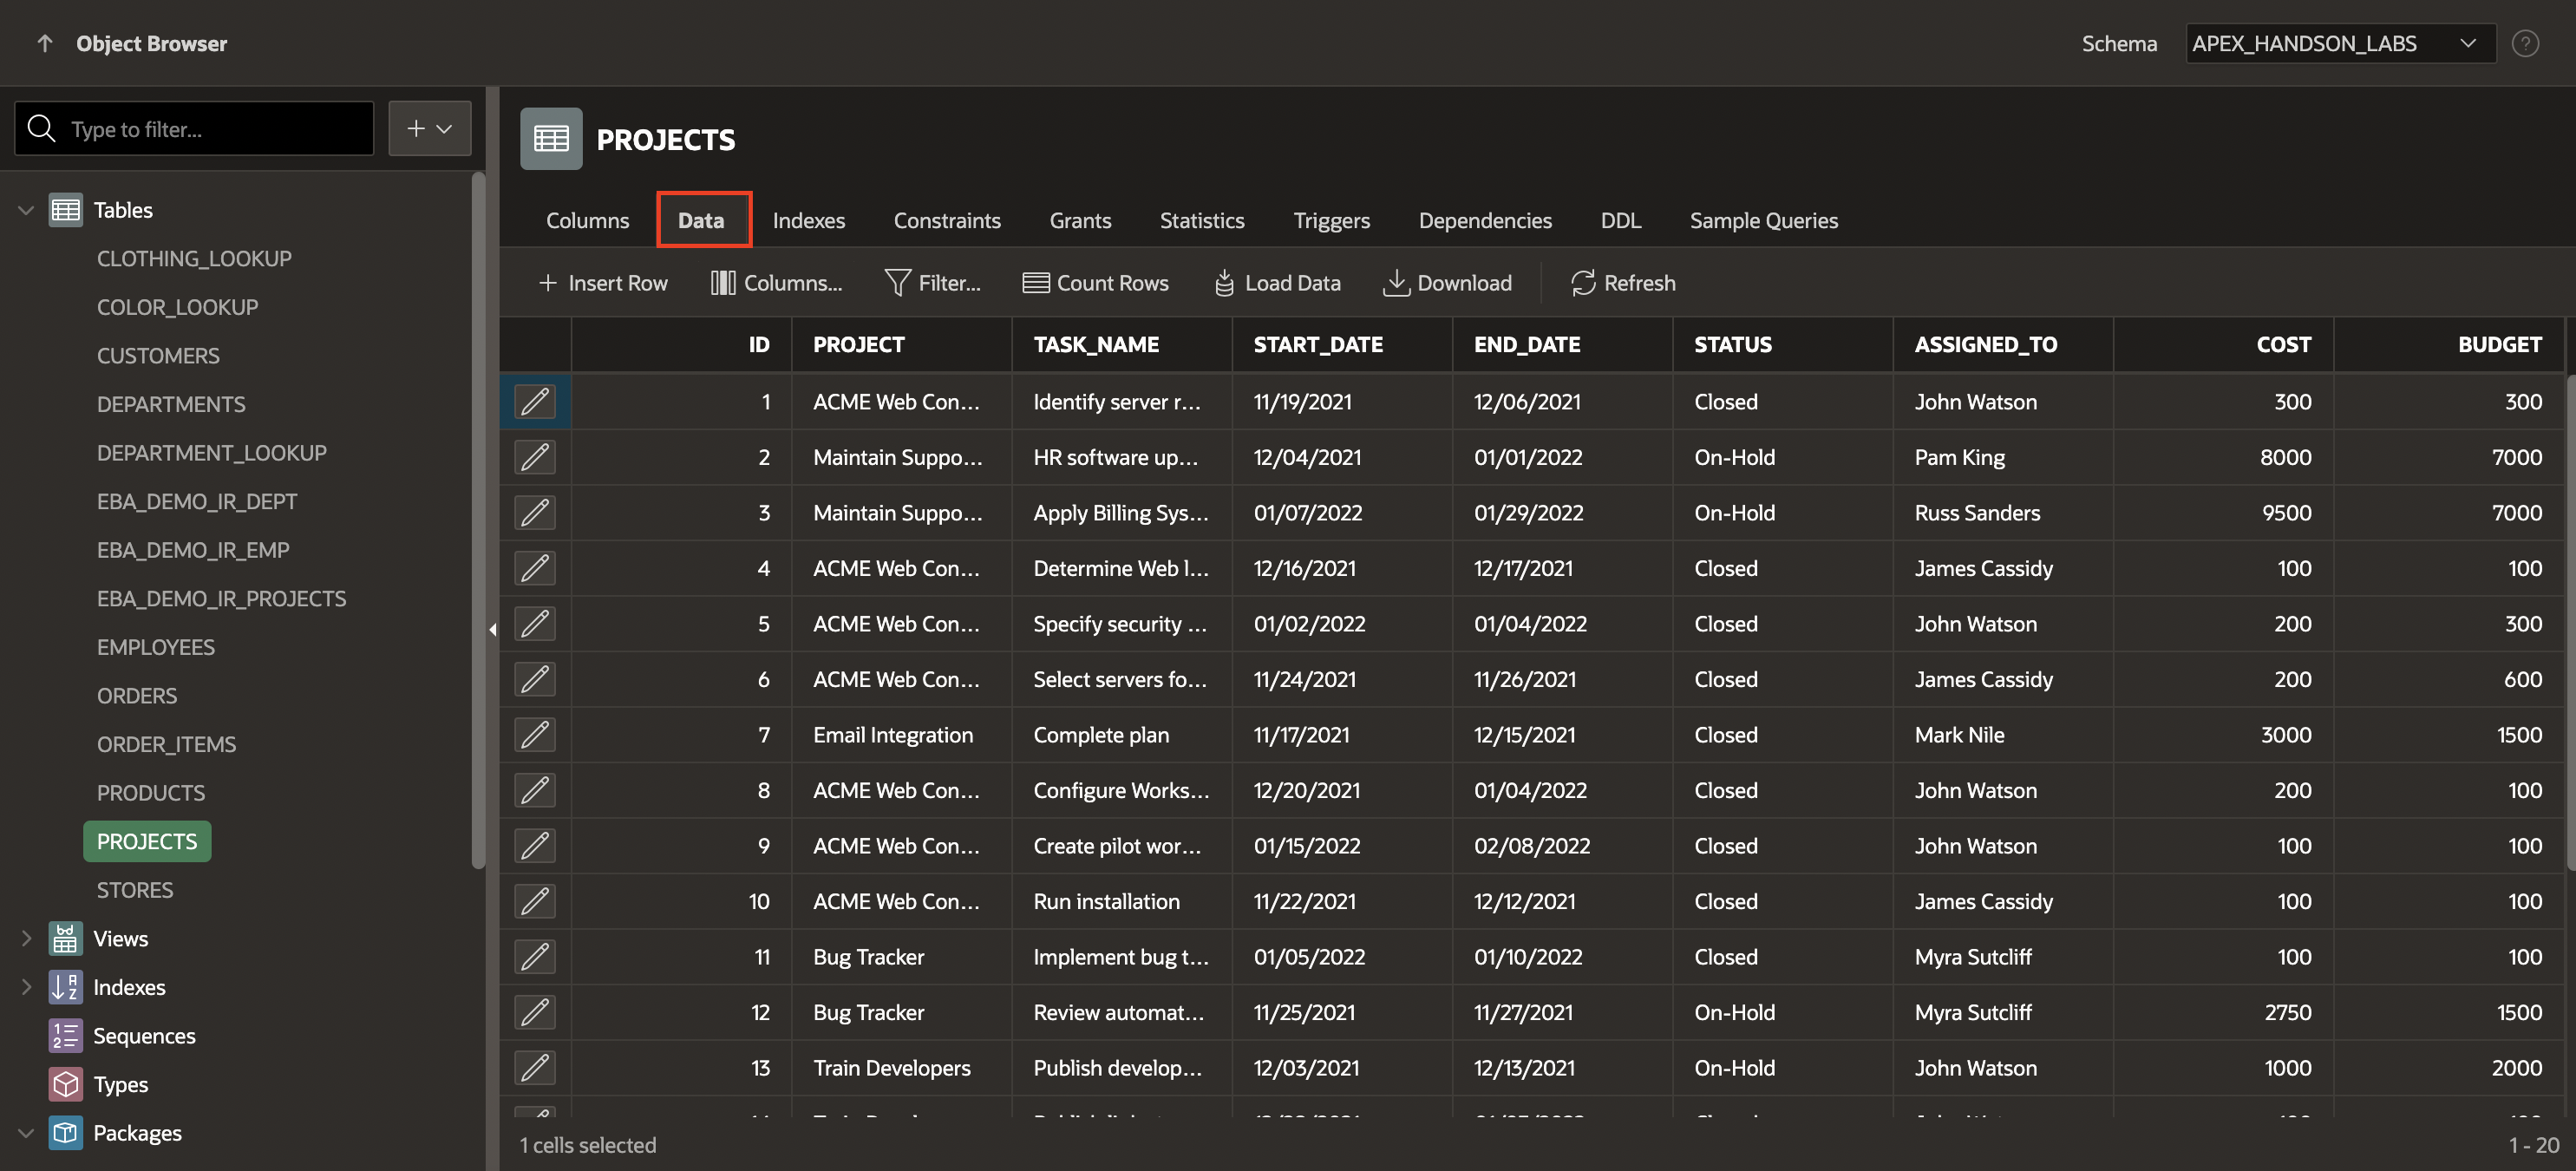 Object Browser
Schema APEX_HANDSON_LABS ?
Type to filter...
Tables
CLOTHING_LOOKUP
COLOR_LOOKUP
CUSTOMERS
DEPARTMENTS
DEPARTMENT_LOOKUP
EBA_DEMO_IR_DEPT
EBA_DEMO_IR_EMP
EBA_DEMO_IR_PROJECTS
EMPLOYEES
ORDERS
ORDER_ITEMS
PRODUCTS
PROJECTS
STORES
Views
Indexes
Sequences
Types
Packages
PROJECTS
Columns Data Indexes Constraints Grants Statistics Triggers Dependencies DDL Sample Queries
Insert Row Columns... Filter... Count Rows Load Data Download Refresh
ID PROJECT TASK_NAME START_DATE END_DATE STATUS ASSIGNED_TO COST BUDGET
1 ACME Web Con... Identify server r... 11/19/2021 12/06/2021 Closed John Watson 300 300
2 Maintain Suppo... HR software up... 12/04/2021 01/01/2022 On-Hold Pam King 8000 7000
3 Maintain Suppo... Apply Billing Sys... 01/07/2022 01/29/2022 On-Hold Russ Sanders 9500 7000
4 ACME Web Con... Determine Web l... 12/16/2021 12/17/2021 Closed James Cassidy 100 100
5 ACME Web Con... Specify security ... 01/02/2022 01/04/2022 Closed John Watson 200 300
6 ACME Web Con... Select servers fo... 11/24/2021 11/26/2021 Closed James Cassidy 200 600
7 Email Integration Complete plan 11/17/2021 12/15/2021 Closed Mark Nile 3000 1500
8 ACME Web Con... Configure Works... 12/20/2021 01/04/2022 Closed John Watson 200 100
9 ACME Web Con... Create pilot wor... 01/15/2022 02/08/2022 Closed John Watson 100 100
10 ACME Web Con... Run installation 11/22/2021 12/12/2021 Closed James Cassidy 100 100
11 Bug Tracker Implement bug t... 01/05/2022 01/10/2022 Closed Myra Sutcliff 100 100
12 Bug Tracker Review automat... 11/25/2021 11/27/2021 On-Hold Myra Sutcliff 2750 1500
13 Train Developers Publish develop... 12/03/2021 12/13/2021 On-Hold John Watson 1000 2000
1 cells selected
1 - 20